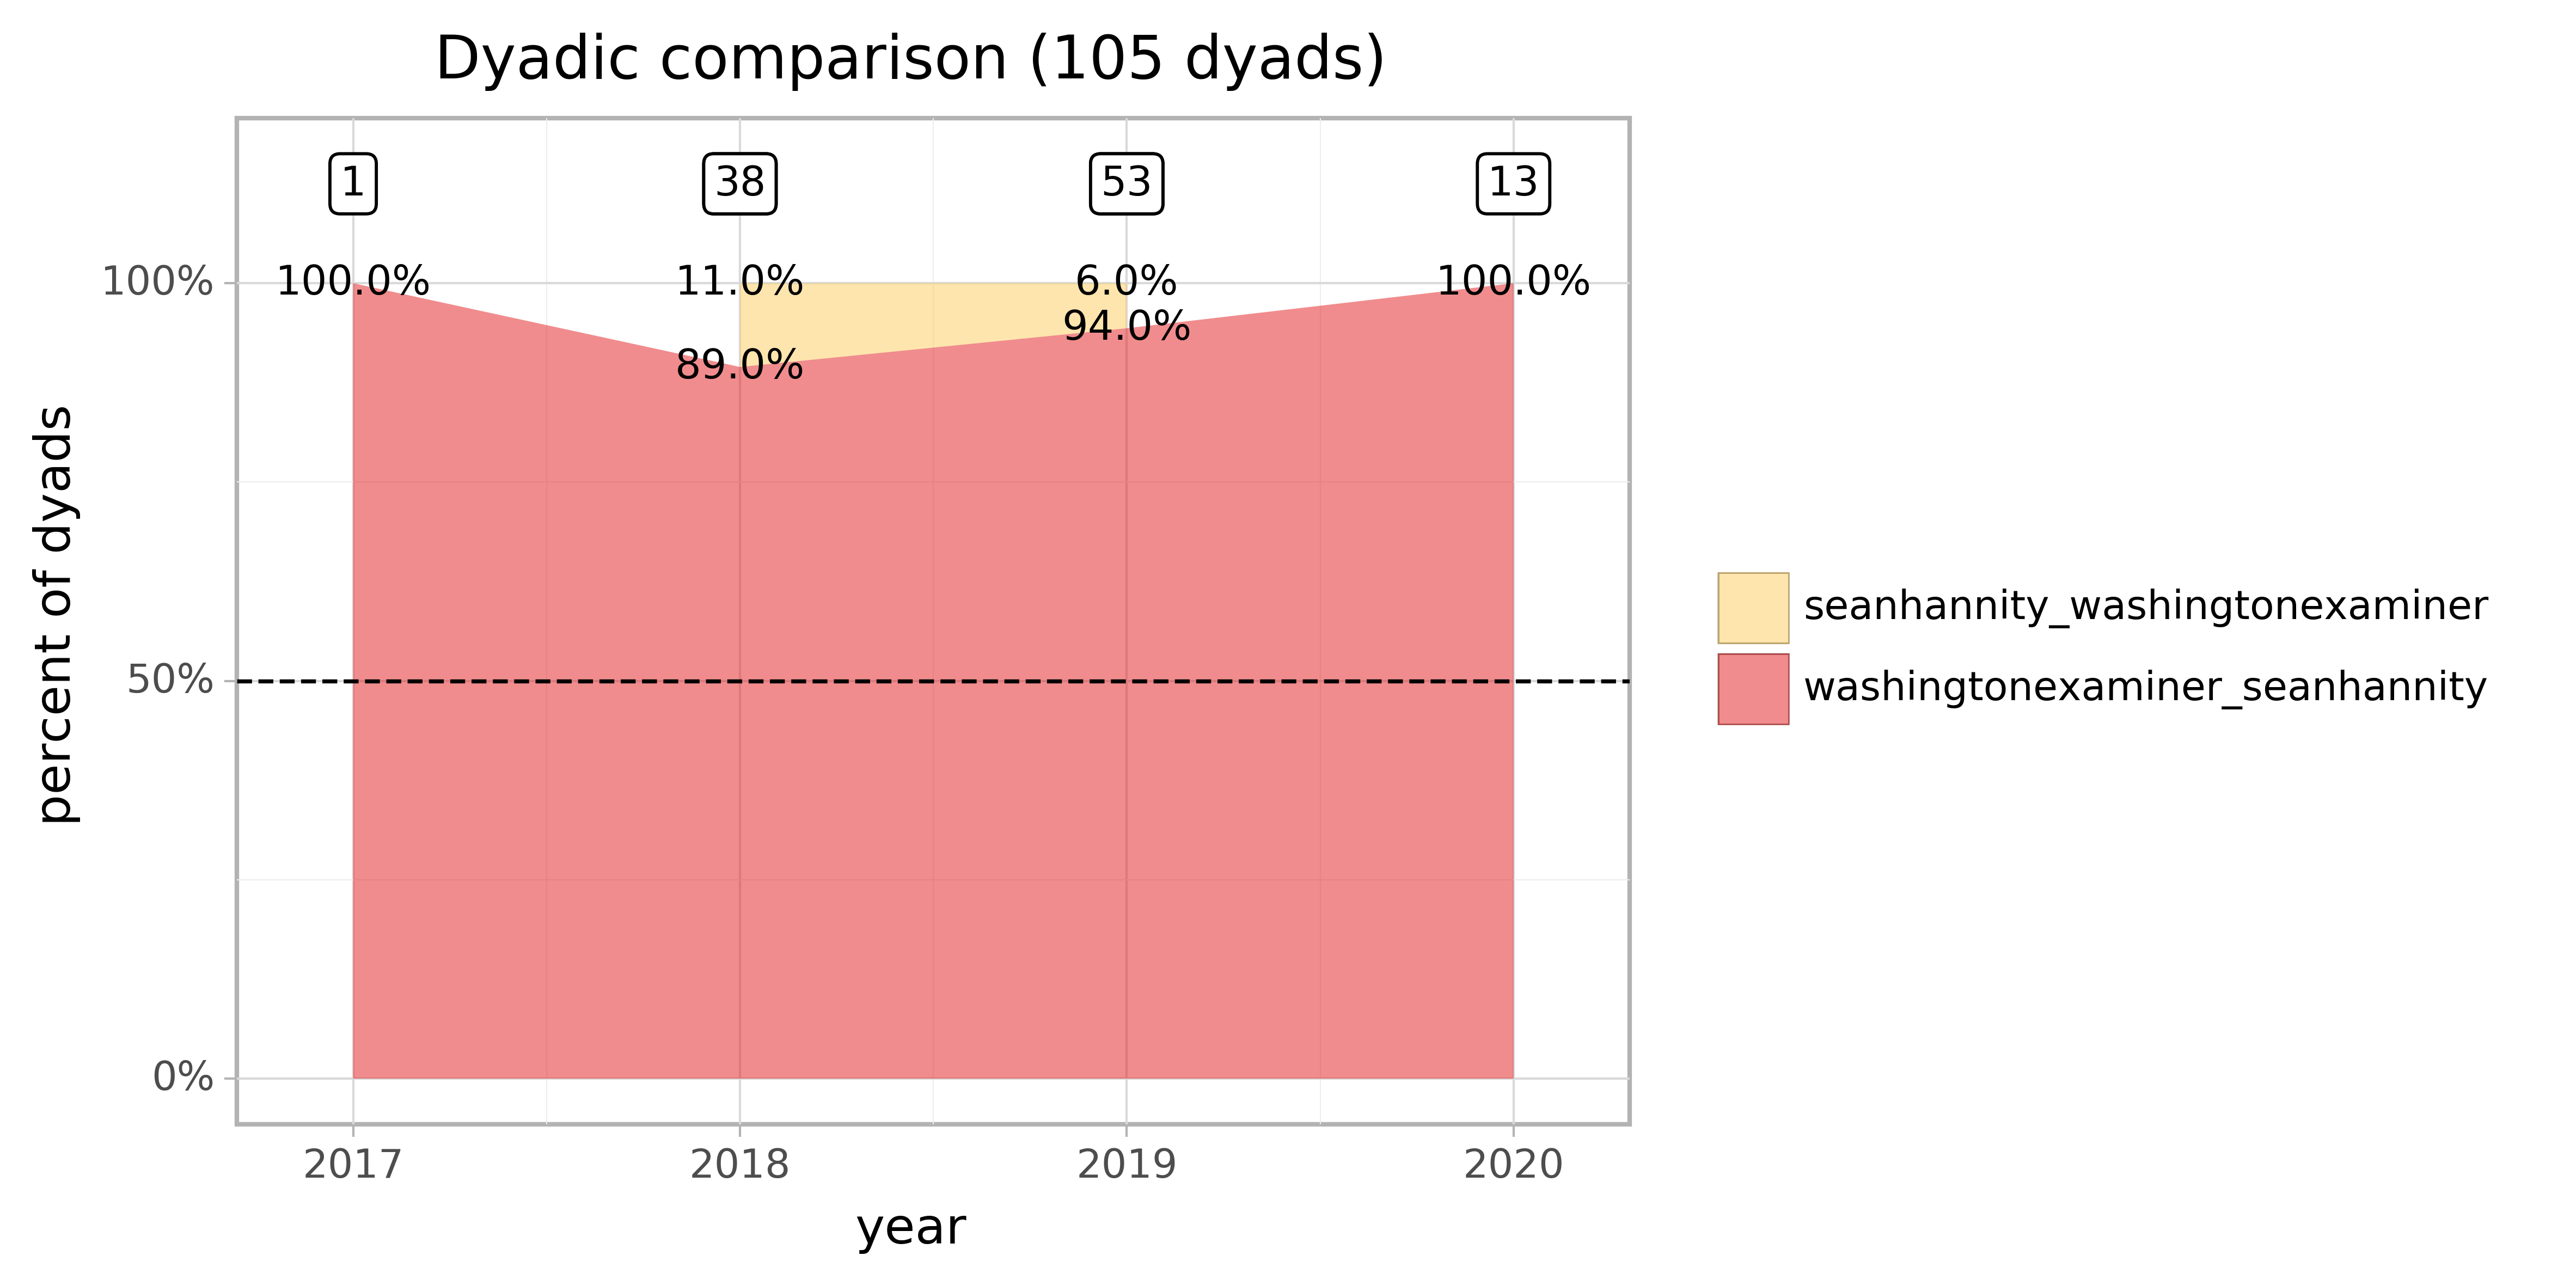 Dyadic comparison (105 dyads)
1 38 53 13
100% 100.0% 11.0% 6.0% 100.0%
94.0%
89.0%
percent of dyads
50%
0%
2017 2018 2019 2020
year
seanhannity_washingtonexaminer
washingtonexaminer_seanhannity